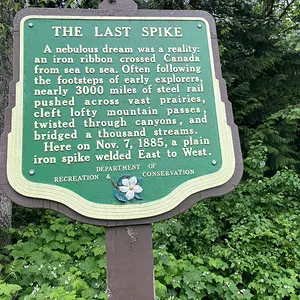 THE LAST SPIKE
A nebulous dream was a reality:
an iron ribbon crossed Canada
from sea to sea. Often following
the footsteps of early explorers,
nearly 3000 miles of steel rail
pushed across vast prairies,
cleft lofty mountain passes,
twisted through canyons, and
bridged a thousand streams.
Here on Nov. 7, 1885, a plain
iron spike welded East to West.
DEPARTMENT OF
RECREATION & CONSERVATION